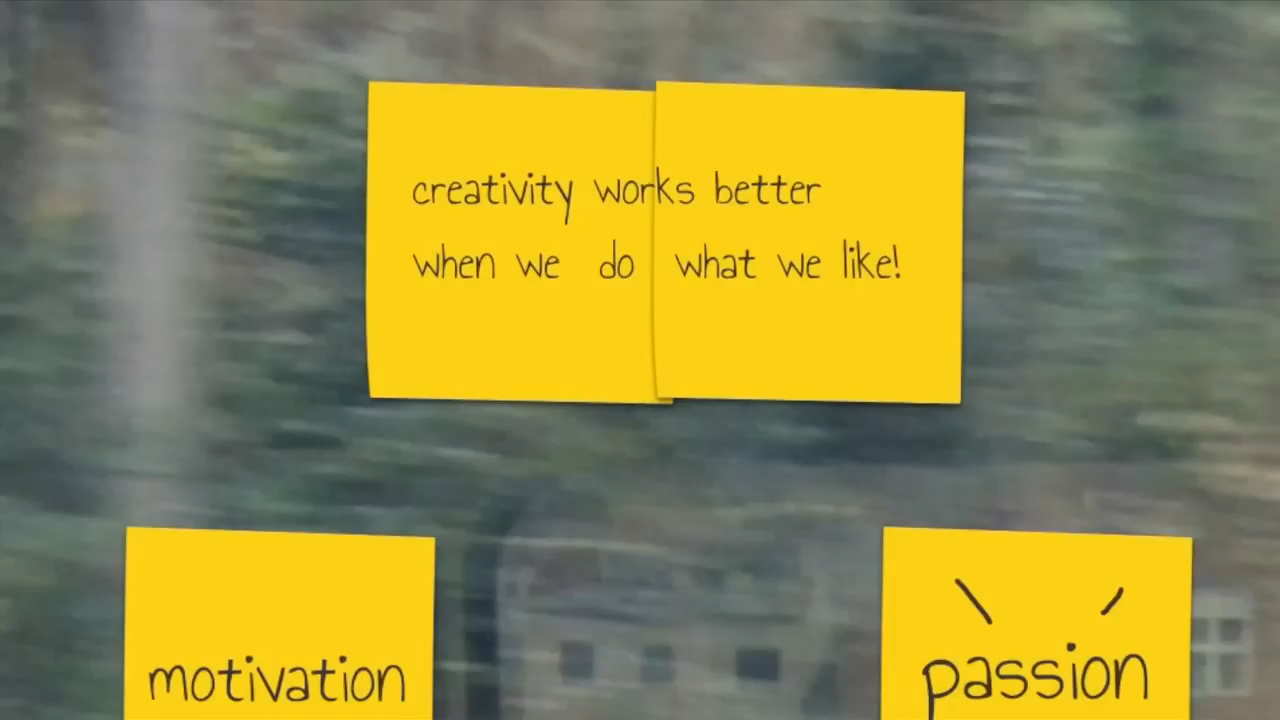 creativity works better
when we do what we like!
motivation
passion